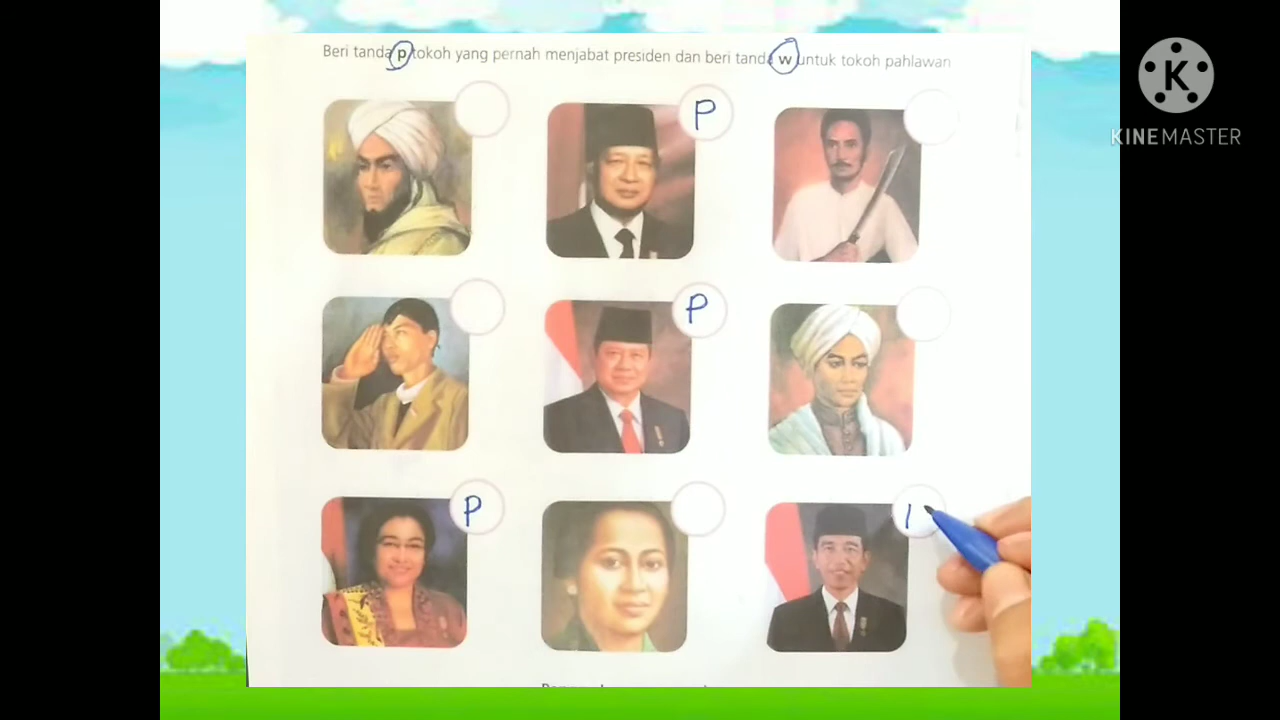 Beri tanda p tokoh yang pernah menjabat presiden dan beri tanda w untuk tokoh pahlawan
K
KINEMASTER
P
P
P